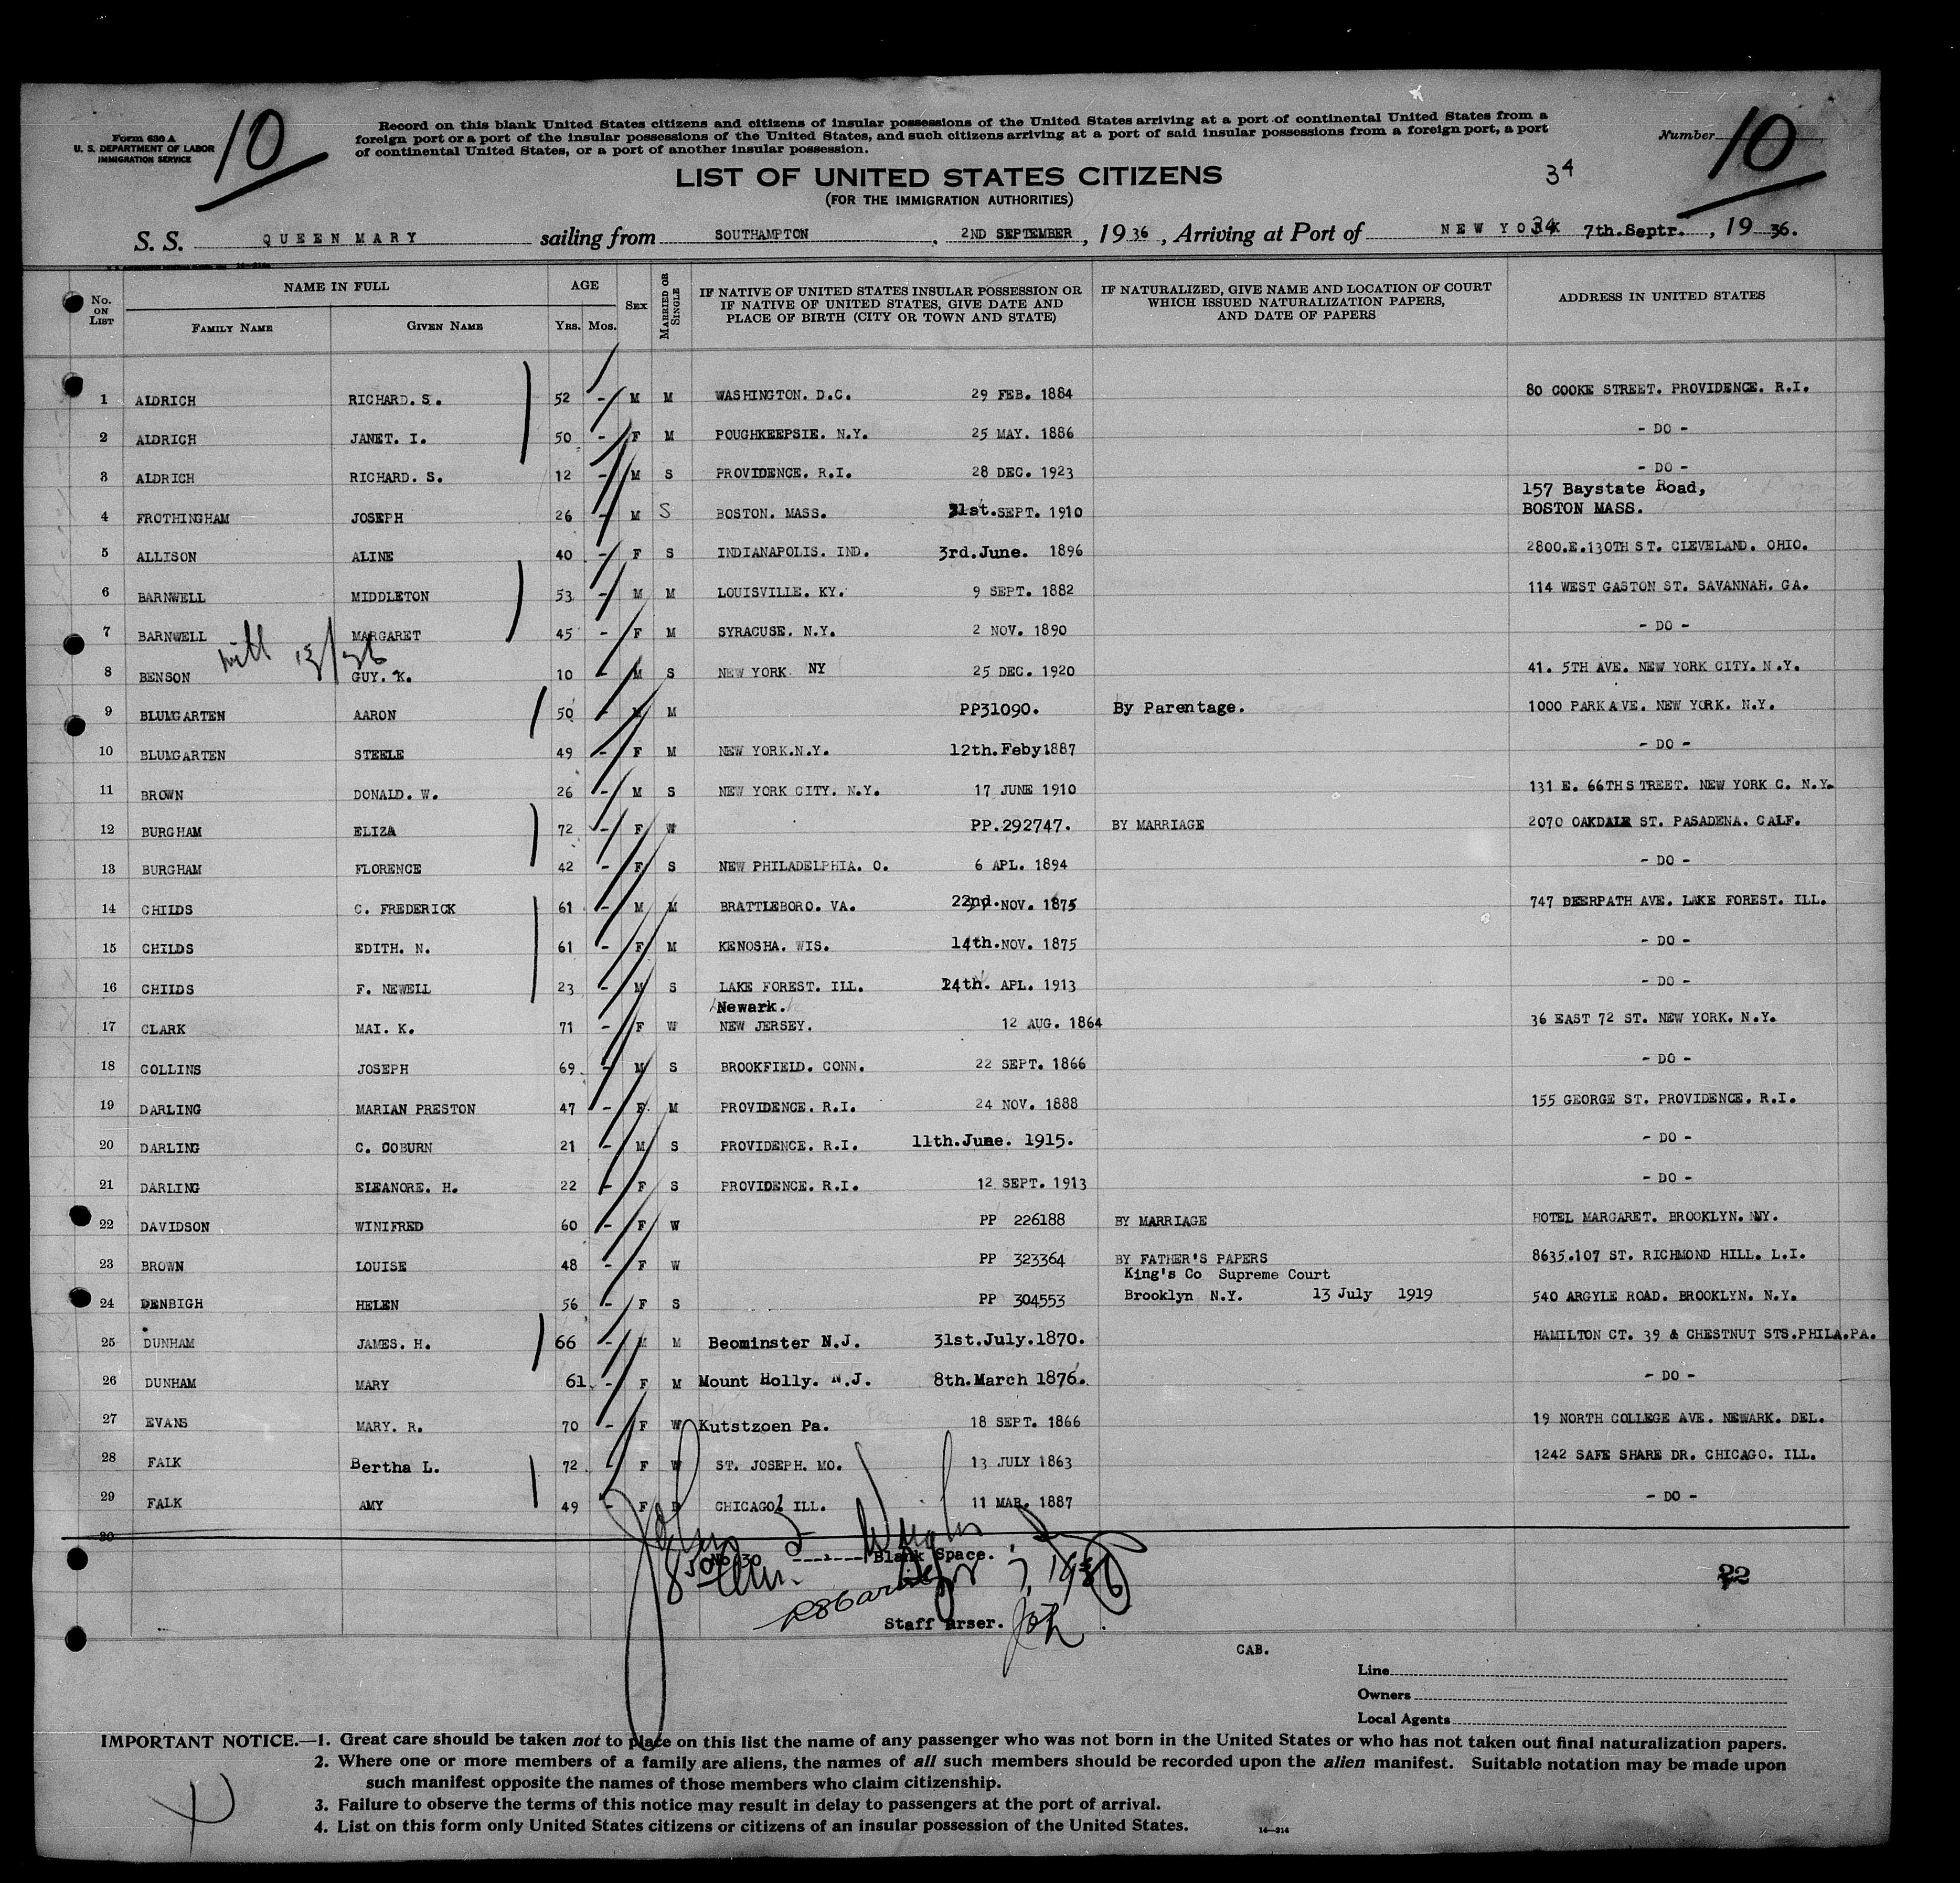 10
Form 630 A
U. S. DEPARTMENT OF LABOR
IMMIGRATION SERVICE
Record on this blank United States citizens and citizens of insular possessions of the United States arriving at a port of continental United States from a
foreign port or a port of the insular possessions of the United States, and such citizens arriving at a port of said insular possessions from a foreign port, a port
of continental United States, or a port of another insular possession.
Number 10
LIST OF UNITED STATES CITIZENS
(FOR THE IMMIGRATION AUTHORITIES)
34
S. S. QUEEN MARY sailing from SOUTHAMPTON, 2ND SEPTEMBER, 1936, Arriving at Port of NEW YORK 34 7th.Septr., 1936.
No. ON LIST NAME IN FULL FAMILY NAME GIVEN NAME AGE YRS. MOS. SEX MARRIED OR SINGLE IF NATIVE OF UNITED STATES INSULAR POSSESSION OR IF NATIVE OF UNITED STATES, GIVE DATE AND PLACE OF BIRTH (CITY OR TOWN AND STATE) IF NATURALIZED, GIVE NAME AND LOCATION OF COURT WHICH ISSUED NATURALIZATION PAPERS, AND DATE OF PAPERS ADDRESS IN UNITED STATES
1 ALDRICH RICHARD. S. 52 - M M WASHINGTON. D.C. 29 FEB. 1884 80 COOKE STREET. PROVIDENCE. R.I.
2 ALDRICH JANET. I. 50 - F M POUGHKEEPSIE. N.Y. 25 MAY. 1886 - DO -
3 ALDRICH RICHARD. S. 12 - M S PROVIDENCE. R.I. 28 DEC. 1923 - DO -
157 Baystate Road,
4 FROTHINGHAM JOSEPH 26 - M S BOSTON. MASS. 31st.SEPT. 1910 BOSTON MASS.
5 ALLISON ALINE 40 - F S INDIANAPOLIS. IND. 3rd.June. 1896 2800.E.130TH ST. CLEVELAND. OHIO.
6 BARNWELL MIDDLETON 53 - M M LOUISVILLE. KY. 9 SEPT. 1882 114 WEST GASTON ST. SAVANNAH. GA.
7 BARNWELL MARGARET 45 - F M SYRACUSE. N.Y. 2 NOV. 1890 - DO -
with 13/26
8 BENSON GUY. K. 10 - M S NEW YORK NY 25 DEC. 1920 41. 5TH AVE. NEW YORK CITY. N.Y.
9 BLUMGARTEN AARON 50 - M M PP31090. By Parentage. 1000 PARK AVE. NEW YORK. N.Y.
10 BLUMGARTEN STEELE 49 - F M NEW YORK.N.Y. 12th.Feby1887 - DO -
11 BROWN DONALD. W. 26 - M S NEW YORK CITY. N.Y. 17 JUNE 1910 131 E. 66TH STREET. NEW YORK C. N.Y.
12 BURGHAM ELIZA 72 - F W PP.292747. BY MARRIAGE 2070 OAKDALE ST. PASADENA. CALF.
13 BURGHAM FLORENCE 42 - F S NEW PHILADELPHIA. O. 6 APL. 1894 - DO -
14 CHILDS C. FREDERICK 61 - M M BRATTLEBORO. VA. 22nd.NOV. 1875 747 DEERPATH AVE. LAKE FOREST. ILL.
15 CHILDS EDITH. N. 61 - F M KENOSHA. WIS. 14th.NOV. 1875 - DO -
16 CHILDS F. NEWELL 23 - M S LAKE FOREST. ILL. 24th. APL. 1913 - DO -
Newark.
17 CLARK MAI. K. 71 - F W NEW JERSEY. 12 AUG. 1864 36 EAST 72 ST. NEW YORK. N.Y.
18 COLLINS JOSEPH 69 - M S BROOKFIELD. CONN. 22 SEPT. 1866 - DO -
19 DARLING MARIAN PRESTON 47 - F M PROVIDENCE. R.I. 24 NOV. 1888 155 GEORGE ST. PROVIDENCE. R.I.
20 DARLING C. COBURN 21 - M S PROVIDENCE. R.I. 11th.June. 1915. - DO -
21 DARLING ELEANORE. H. 22 - F S PROVIDENCE. R.I. 12 SEPT. 1913 - DO -
22 DAVIDSON WINIFRED 60 - F W PP 226188 BY MARRIAGE HOTEL MARGARET. BROOKLYN. NY.
23 BROWN LOUISE 48 - F W PP 323364 BY FATHER'S PAPERS 8635.107 ST. RICHMOND HILL. L.I.
King's Co Supreme Court
24 DENBIGH HELEN 56 - F S PP 304553 Brooklyn N.Y. 13 July 1919 540 ARGYLE ROAD. BROOKLYN. N.Y.
25 DUNHAM JAMES. H. 66 - M M Beominster N.J. 31st.July.1870. HAMILTON CT. 39 & CHESTNUT STS.PHILA.PA.
26 DUNHAM MARY 61 - F M Mount Holly. N.J. 8th.March 1876. - DO -
27 EVANS MARY. R. 70 - F W Kutstzoen Pa. 18 SEPT. 1866 19 NORTH COLLEGE AVE. NEWARK. DEL.
28 FALK Bertha L. 72 - F W ST. JOSEPH. MO. 13 JULY 1863 1242 SAFE SHARE DR. CHICAGO. ILL.
29 FALK AMY 49 - F D CHICAGO. ILL. 11 MAR. 1887 - DO -
30
No 30 ------- Blank Space.
22
Staff Purser.
CAB.
Line
Owners
Local Agents
IMPORTANT NOTICE.—1. Great care should be taken not to place on this list the name of any passenger who was not born in the United States or who has not taken out final naturalization papers.
2. Where one or more members of a family are aliens, the names of all such members should be recorded upon the alien manifest. Suitable notation may be made upon
such manifest opposite the names of those members who claim citizenship.
3. Failure to observe the terms of this notice may result in delay to passengers at the port of arrival.
4. List on this form only United States citizens or citizens of an insular possession of the United States.
14—314